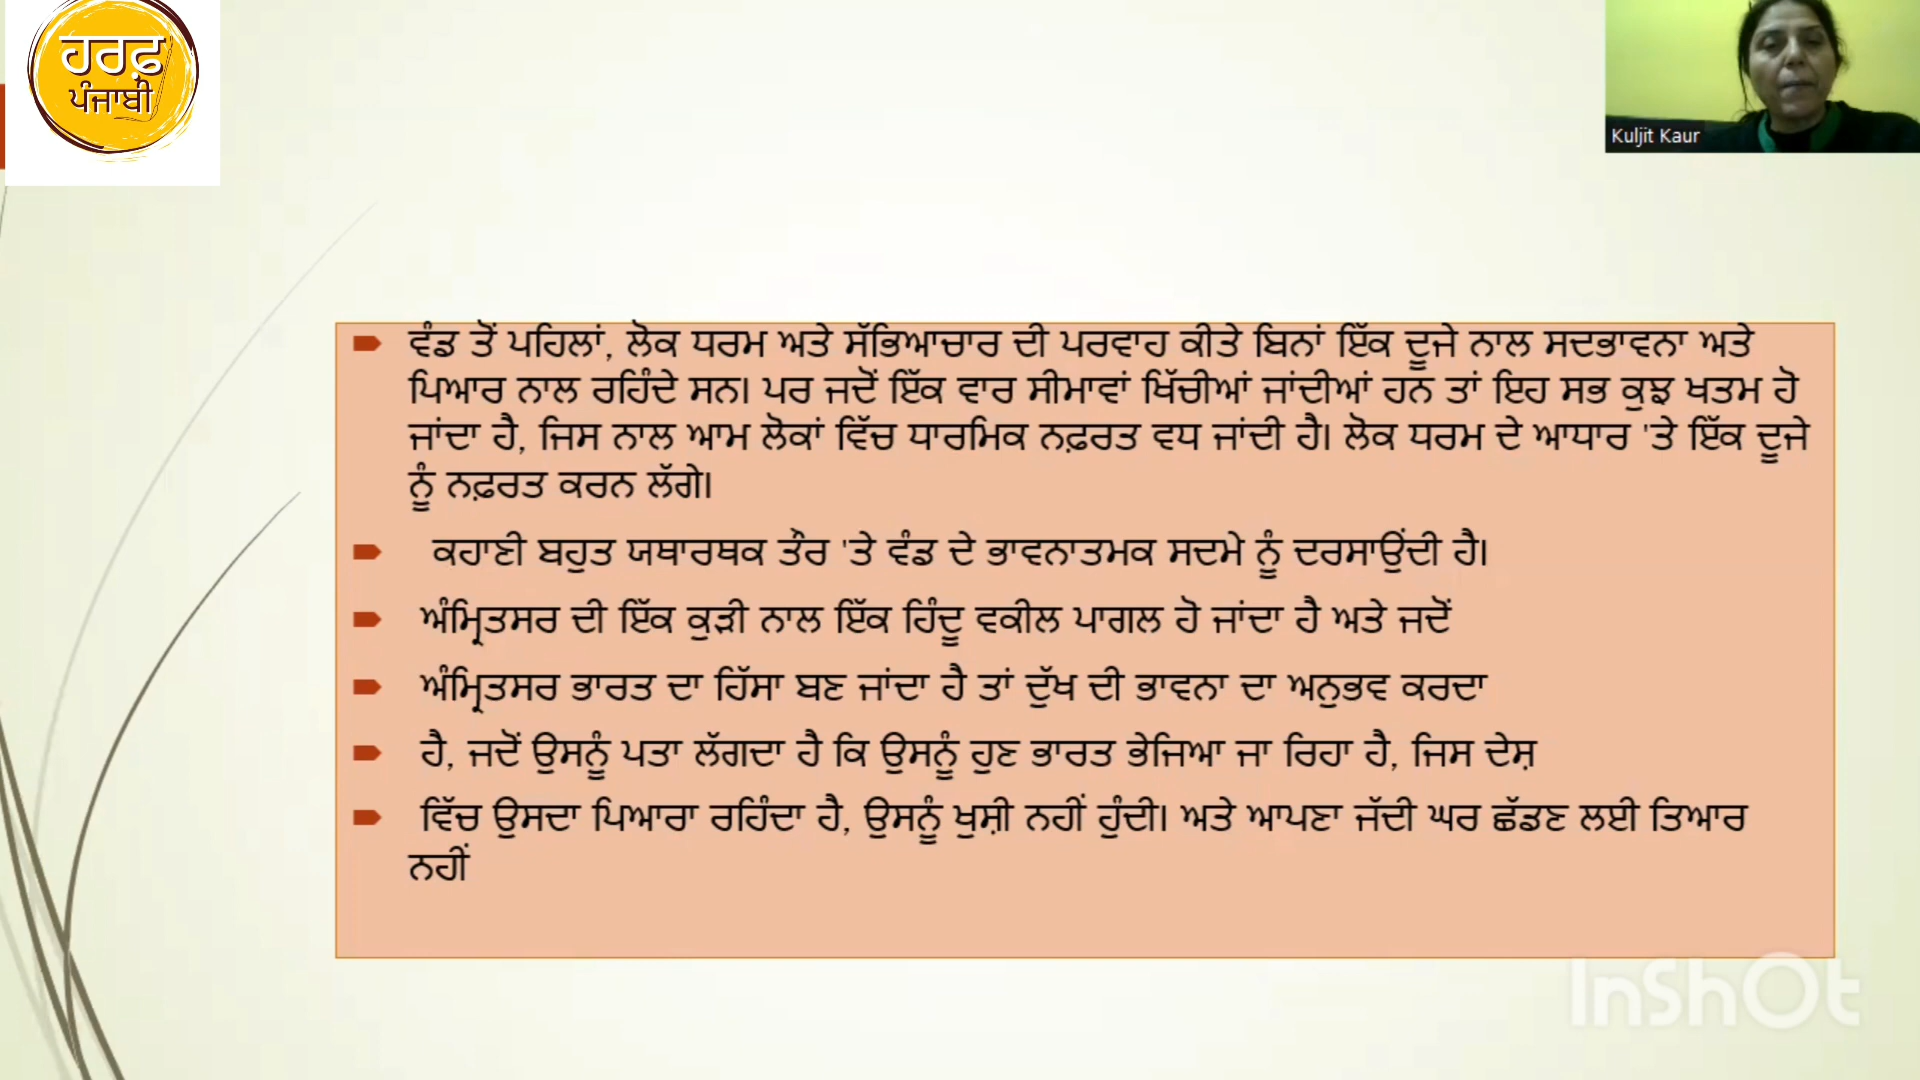 ਹਰਫ਼
ਪੰਜਾਬੀ
Kuljit Kaur
ਵੰਡ ਤੋਂ ਪਹਿਲਾਂ, ਲੋਕ ਧਰਮ ਅਤੇ ਸੱਭਿਆਚਾਰ ਦੀ ਪਰਵਾਹ ਕੀਤੇ ਬਿਨਾਂ ਇੱਕ ਦੂਜੇ ਨਾਲ ਸਦਭਾਵਨਾ ਅਤੇ
ਪਿਆਰ ਨਾਲ ਰਹਿੰਦੇ ਸਨ। ਪਰ ਜਦੋਂ ਇੱਕ ਵਾਰ ਸੀਮਾਵਾਂ ਖਿੱਚੀਆਂ ਜਾਂਦੀਆਂ ਹਨ ਤਾਂ ਇਹ ਸਭ ਕੁਝ ਖਤਮ ਹੋ
ਜਾਂਦਾ ਹੈ, ਜਿਸ ਨਾਲ ਆਮ ਲੋਕਾਂ ਵਿੱਚ ਧਾਰਮਿਕ ਨਫ਼ਰਤ ਵਧ ਜਾਂਦੀ ਹੈ। ਲੋਕ ਧਰਮ ਦੇ ਆਧਾਰ 'ਤੇ ਇੱਕ ਦੂਜੇ
ਨੂੰ ਨਫ਼ਰਤ ਕਰਨ ਲੱਗੇ।
ਕਹਾਣੀ ਬਹੁਤ ਯਥਾਰਥਕ ਤੌਰ 'ਤੇ ਵੰਡ ਦੇ ਭਾਵਨਾਤਮਕ ਸਦਮੇ ਨੂੰ ਦਰਸਾਉਂਦੀ ਹੈ।
ਅੰਮ੍ਰਿਤਸਰ ਦੀ ਇੱਕ ਕੁੜੀ ਨਾਲ ਇੱਕ ਹਿੰਦੂ ਵਕੀਲ ਪਾਗਲ ਹੋ ਜਾਂਦਾ ਹੈ ਅਤੇ ਜਦੋਂ
ਅੰਮ੍ਰਿਤਸਰ ਭਾਰਤ ਦਾ ਹਿੱਸਾ ਬਣ ਜਾਂਦਾ ਹੈ ਤਾਂ ਦੁੱਖ ਦੀ ਭਾਵਨਾ ਦਾ ਅਨੁਭਵ ਕਰਦਾ
ਹੈ, ਜਦੋਂ ਉਸਨੂੰ ਪਤਾ ਲੱਗਦਾ ਹੈ ਕਿ ਉਸਨੂੰ ਹੁਣ ਭਾਰਤ ਭੇਜਿਆ ਜਾ ਰਿਹਾ ਹੈ, ਜਿਸ ਦੇਸ਼
ਵਿੱਚ ਉਸਦਾ ਪਿਆਰਾ ਰਹਿੰਦਾ ਹੈ, ਉਸਨੂੰ ਖੁਸ਼ੀ ਨਹੀਂ ਹੁੰਦੀ। ਅਤੇ ਆਪਣਾ ਜੱਦੀ ਘਰ ਛੱਡਣ ਲਈ ਤਿਆਰ
ਨਹੀਂ
InShOt